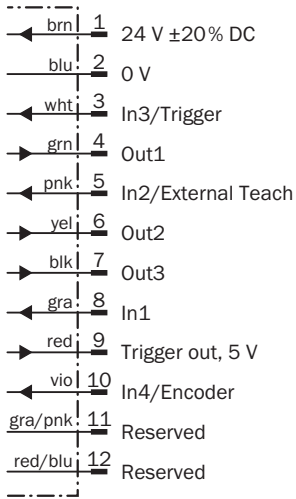 brn 1 24 V ±20% DC
blu 2 0 V
wht 3 In3/Trigger
grn 4 Out1
pnk 5 In2/External Teach
yel 6 Out2
blk 7 Out3
gra 8 In1
red 9 Trigger out, 5 V
vio 10 In4/Encoder
gra/pnk 11 Reserved
red/blu 12 Reserved